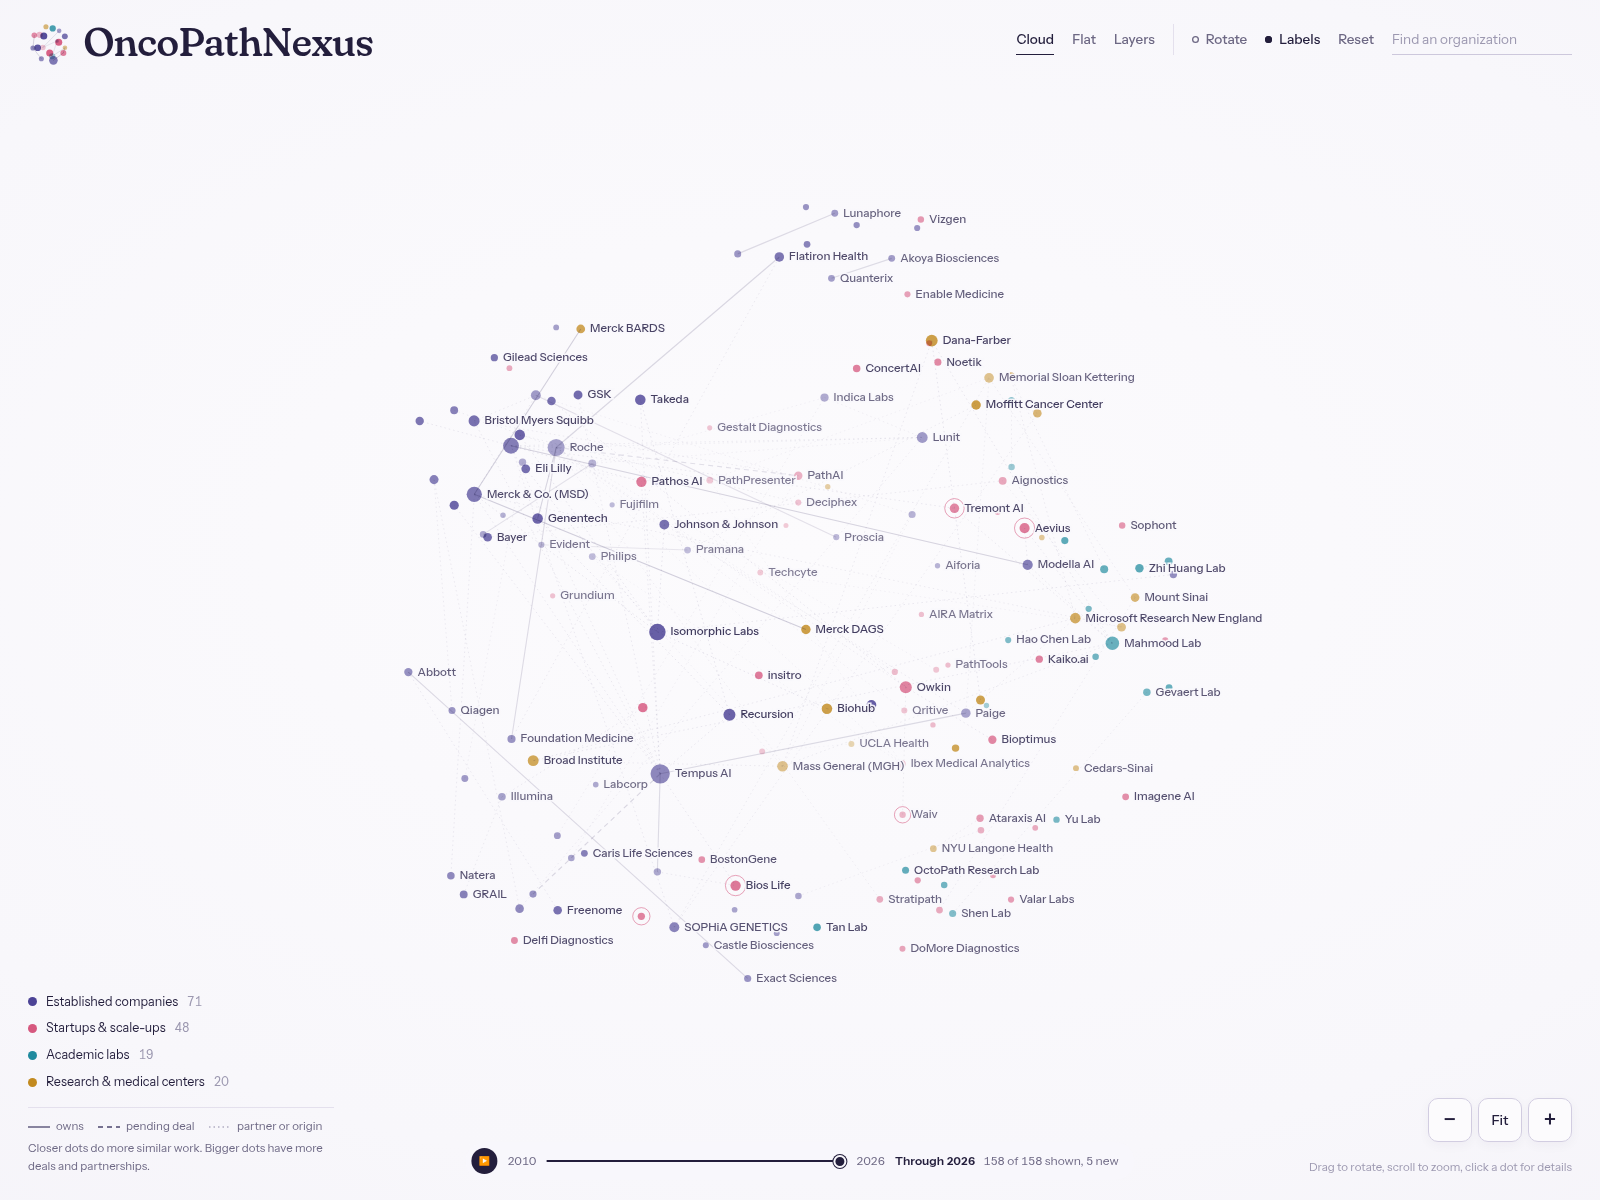 OncoPathNexus
Cloud
Flat
Layers
Rotate
Labels
Reset
Find an organization
Lunaphore
Vizgen
Flatiron Health
Akoya Biosciences
Quanterix
Enable Medicine
Merck BARDS
Dana-Farber
Gilead Sciences
Noetik
ConcertAI
Memorial Sloan Kettering
GSK
Takeda
Indica Labs
Moffitt Cancer Center
Bristol Myers Squibb
Gestalt Diagnostics
Lunit
Roche
Eli Lilly
PathAI
Pathos AI
PathPresenter
Aignostics
Merck & Co. (MSD)
Fujifilm
Deciphex
Tremont AI
Genentech
Johnson & Johnson
Aevius
Sophont
Bayer
Evident
Proscia
Philips
Pramana
Aiforia
Modella AI
Zhi Huang Lab
Techcyte
Grundium
Mount Sinai
AIRA Matrix
Microsoft Research New England
Isomorphic Labs
Merck DAGS
Hao Chen Lab
Mahmood Lab
Abbott
PathTools
Kaiko.ai
insitro
Owkin
Gevaert Lab
Qiagen
Recursion
Biohub
Qritive
Paige
Foundation Medicine
UCLA Health
Bioptimus
Broad Institute
Tempus AI
Mass General (MGH)
Ibex Medical Analytics
Cedars-Sinai
Labcorp
Illumina
Imagene AI
Waiv
Ataraxis AI
Yu Lab
Caris Life Sciences
BostonGene
NYU Langone Health
Natera
OctoPath Research Lab
Bios Life
GRAIL
Stratipath
Valar Labs
Freenome
Shen Lab
SOPHiA GENETICS
Tan Lab
Delfi Diagnostics
Castle Biosciences
DoMore Diagnostics
Exact Sciences
Established companies 71
Startups & scale-ups 48
Academic labs 19
Research & medical centers 20
owns
pending deal
partner or origin
Closer dots do more similar work. Bigger dots have more
deals and partnerships.
2010
2026
Through 2026
158 of 158 shown, 5 new
−
Fit
+
Drag to rotate, scroll to zoom, click a dot for details